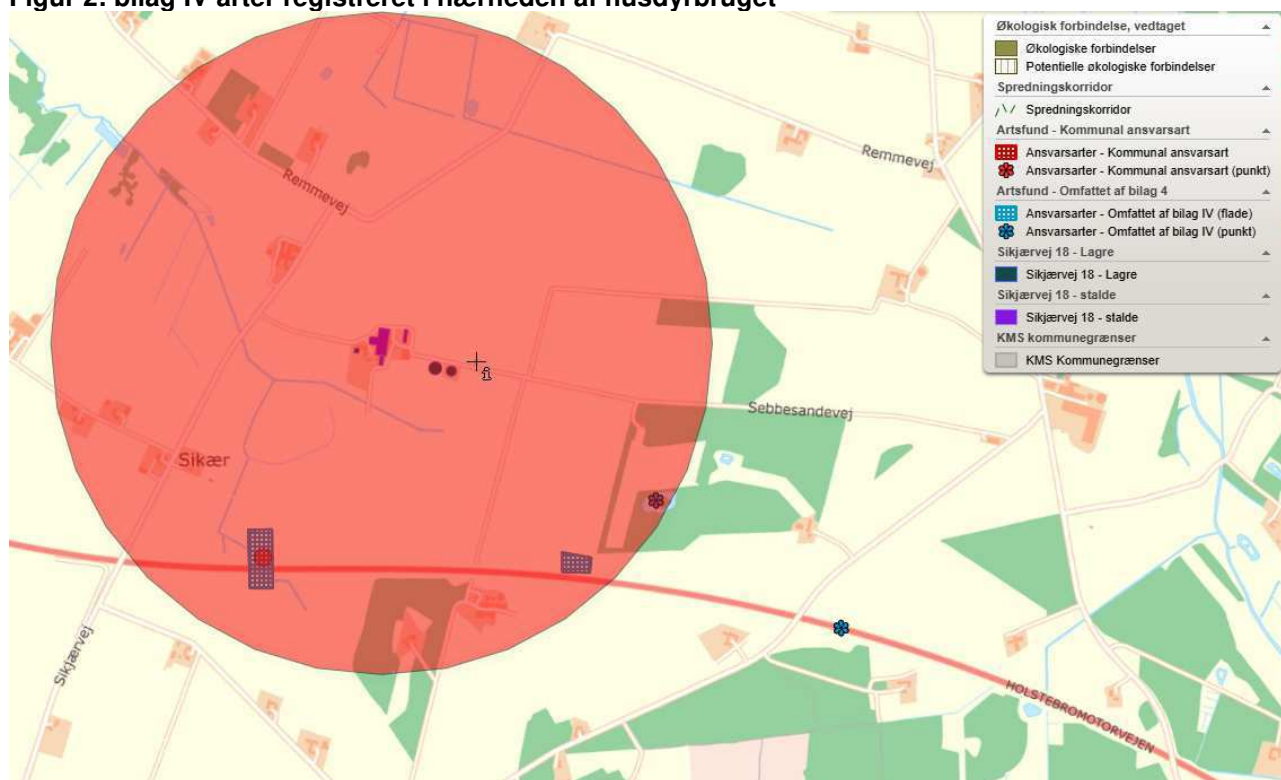 Figur 2: bilag IV arter registreret i nærheden af husdyrbruget
Økologisk forbindelse, vedtaget
Økologiske forbindelser
Potentielle økologiske forbindelser
Spredningskorridor
Spredningskorridor
Artsfund - Kommunal ansvarsart
Ansvarsarter - Kommunal ansvarsart
Ansvarsarter - Kommunal ansvarsart (punkt)
Artsfund - Omfattet af bilag 4
Ansvarsarter - Omfattet af bilag IV (flade)
Ansvarsarter - Omfattet af bilag IV (punkt)
Sikjærvej 18 - Lagre
Sikjærvej 18 - Lagre
Sikjærvej 18 - stalde
Sikjærvej 18 - stalde
KMS kommunegrænser
KMS Kommunegrænser
Remmevej
Remmevej
Sebbesandevej
Sikær
Sikjærvej
HOLSTEBROMOTORVEJEN